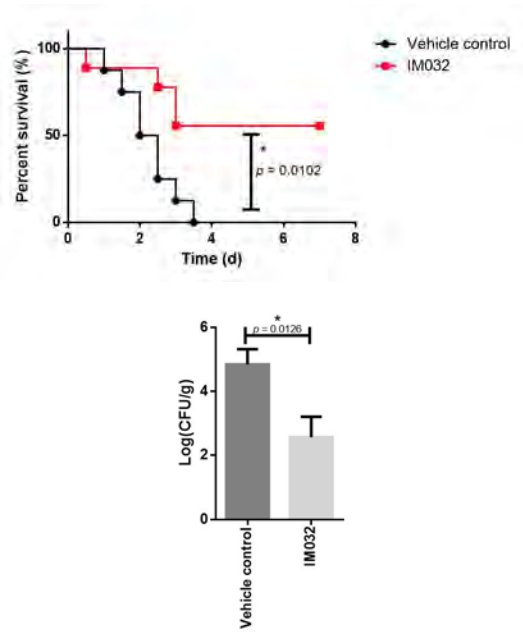 Percent survival (%)
100
50
0
0 2 4 6 8
Time (d)
Vehicle control
IM032
*
p = 0.0102
Log(CFU/g)
6
4
2
0
*
p = 0.0126
Vehicle control
IM032